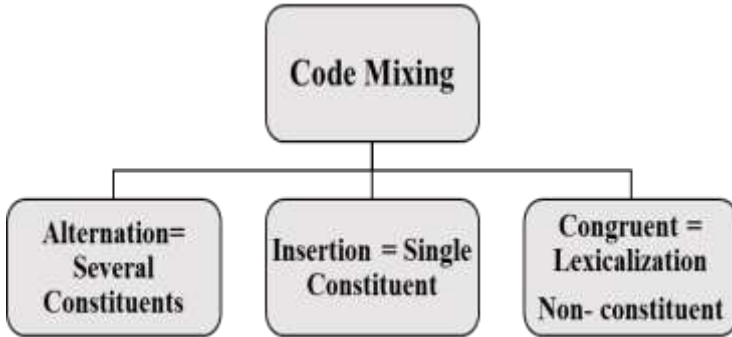 Code Mixing
Alternation=
Several
Constituents
Insertion = Single
Constituent
Congruent =
Lexicalization
Non- constituent